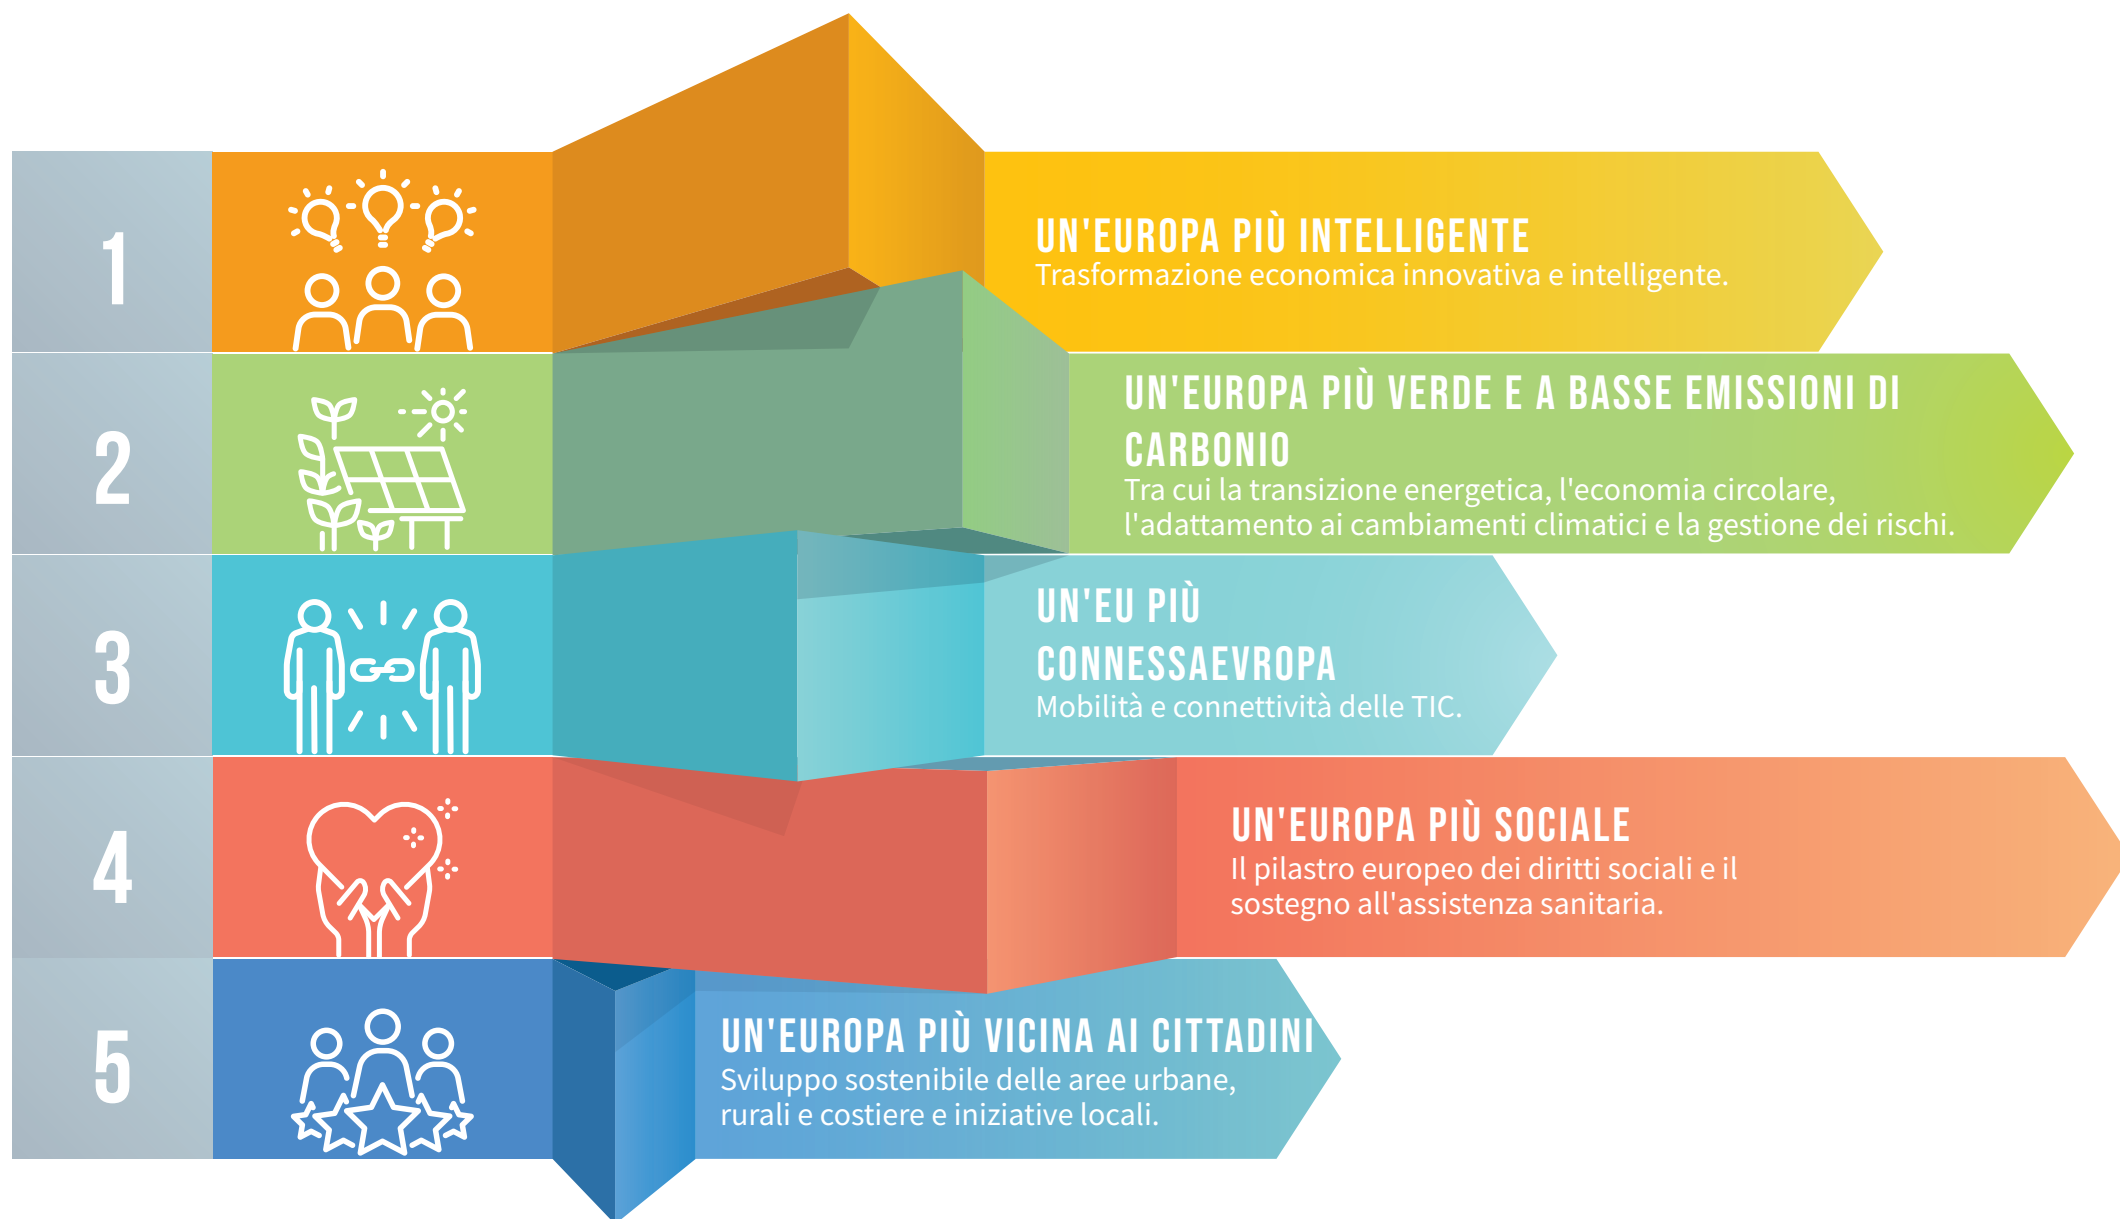 1
UN'EUROPA PIÙ INTELLIGENTE
Trasformazione economica innovativa e intelligente.
2
UN'EUROPA PIÙ VERDE E A BASSE EMISSIONI DI
CARBONIO
Tra cui la transizione energetica, l'economia circolare,
l'adattamento ai cambiamenti climatici e la gestione dei rischi.
3
UN'EU PIÙ
CONNESSAEVROPA
Mobilità e connettività delle TIC.
4
UN'EUROPA PIÙ SOCIALE
Il pilastro europeo dei diritti sociali e il
sostegno all'assistenza sanitaria.
5
UN'EUROPA PIÙ VICINA AI CITTADINI
Sviluppo sostenibile delle aree urbane,
rurali e costiere e iniziative locali.